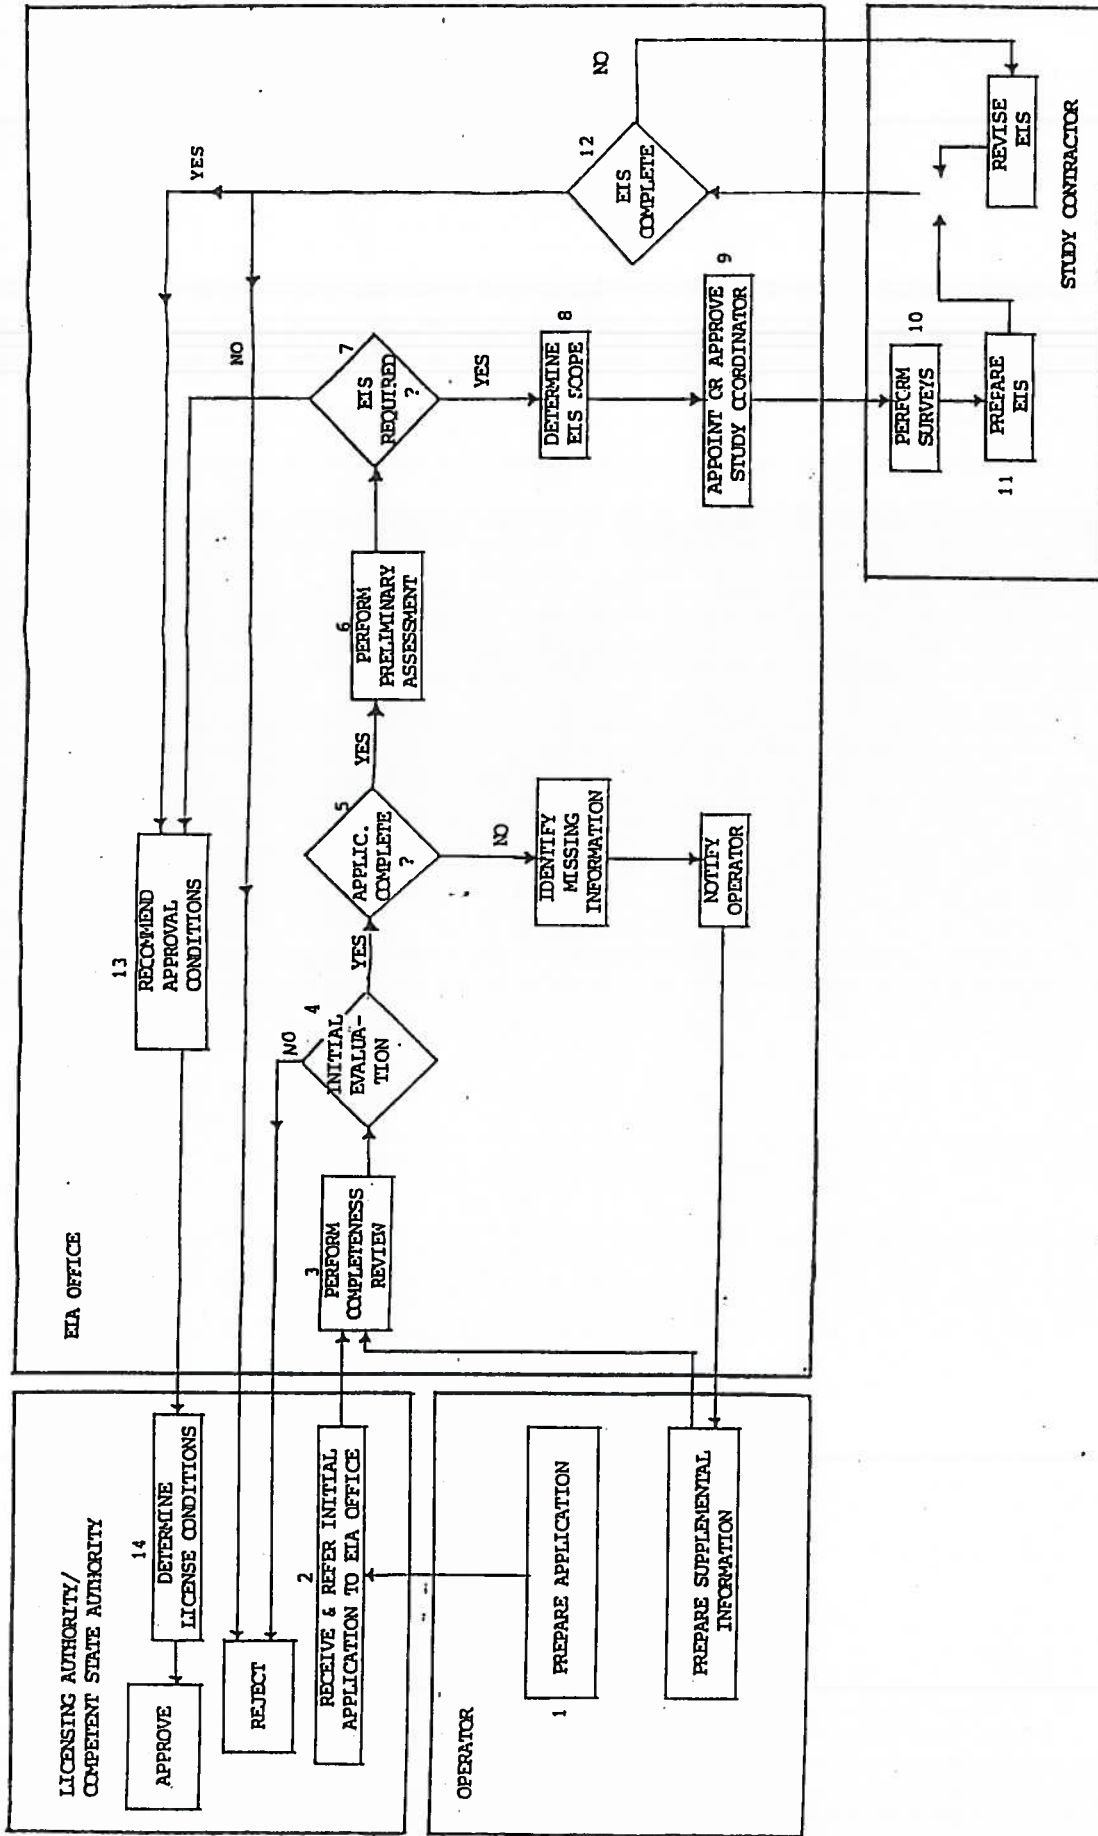 LICENSING AUTHORITY/
COMPETENT STATE AUTHORITY
APPROVE
14
DETERMINE
LICENSE CONDITIONS
REJECT
2
RECEIVE & REFER INITIAL
APPLICATION TO EIA OFFICE
OPERATOR
1
PREPARE APPLICATION
PREPARE SUPPLEMENTAL
INFORMATION
EIA OFFICE
13
RECOMMEND
APPROVAL
CONDITIONS
3
PERFORM
COMPLETENESS
REVIEW
NO
4
INITIAL
EVALUA-
TION
YES
5
APPLIC.
COMPLETE
?
YES
NO
IDENTIFY
MISSING
INFORMATION
NOTIFY
OPERATOR
6
PERFORM
PRELIMINARY
ASSESSMENT
NO
7
EIS
REQUIRED
?
YES
8
DETERMINE
EIS SCOPE
9
APPOINT OR APPROVE
STUDY COORDINATOR
YES
12
EIS
COMPLETE
NO
10
PERFORM
SURVEYS
11
PREPARE
EIS
REVISE
EIS
STUDY CONTRACTOR